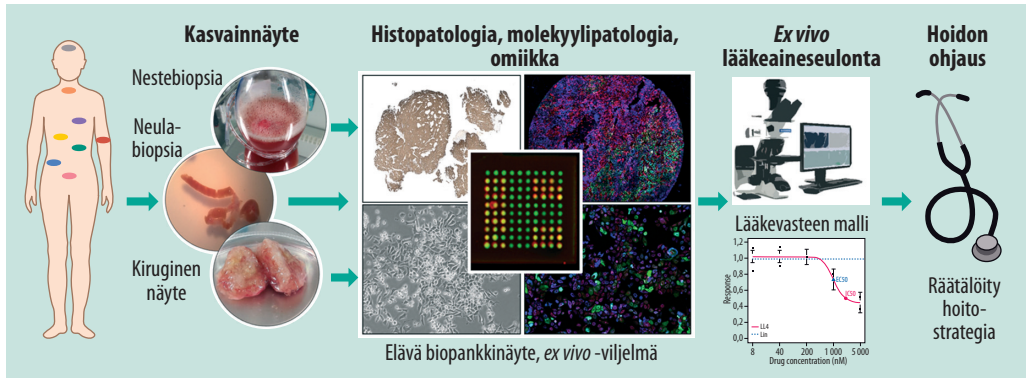 Kasvainnäyte
Nestebiopsia
Neula-
biopsia
Kiruginen
näyte
Histopatologia, molekyylipatologia,
omiikka
Elävä biopankkinäyte, ex vivo -viljelmä
Ex vivo
lääkeaineseulonta
Lääkevasteen malli
Response
1,2
1,0
0,8
0,6
0,4
0,2
0,0
EC50
IC50
LL4
Lin
8
40
200
1 000
5 000
Drug concentration (nM)
Hoidon
ohjaus
Räätälöity
hoito-
strategia